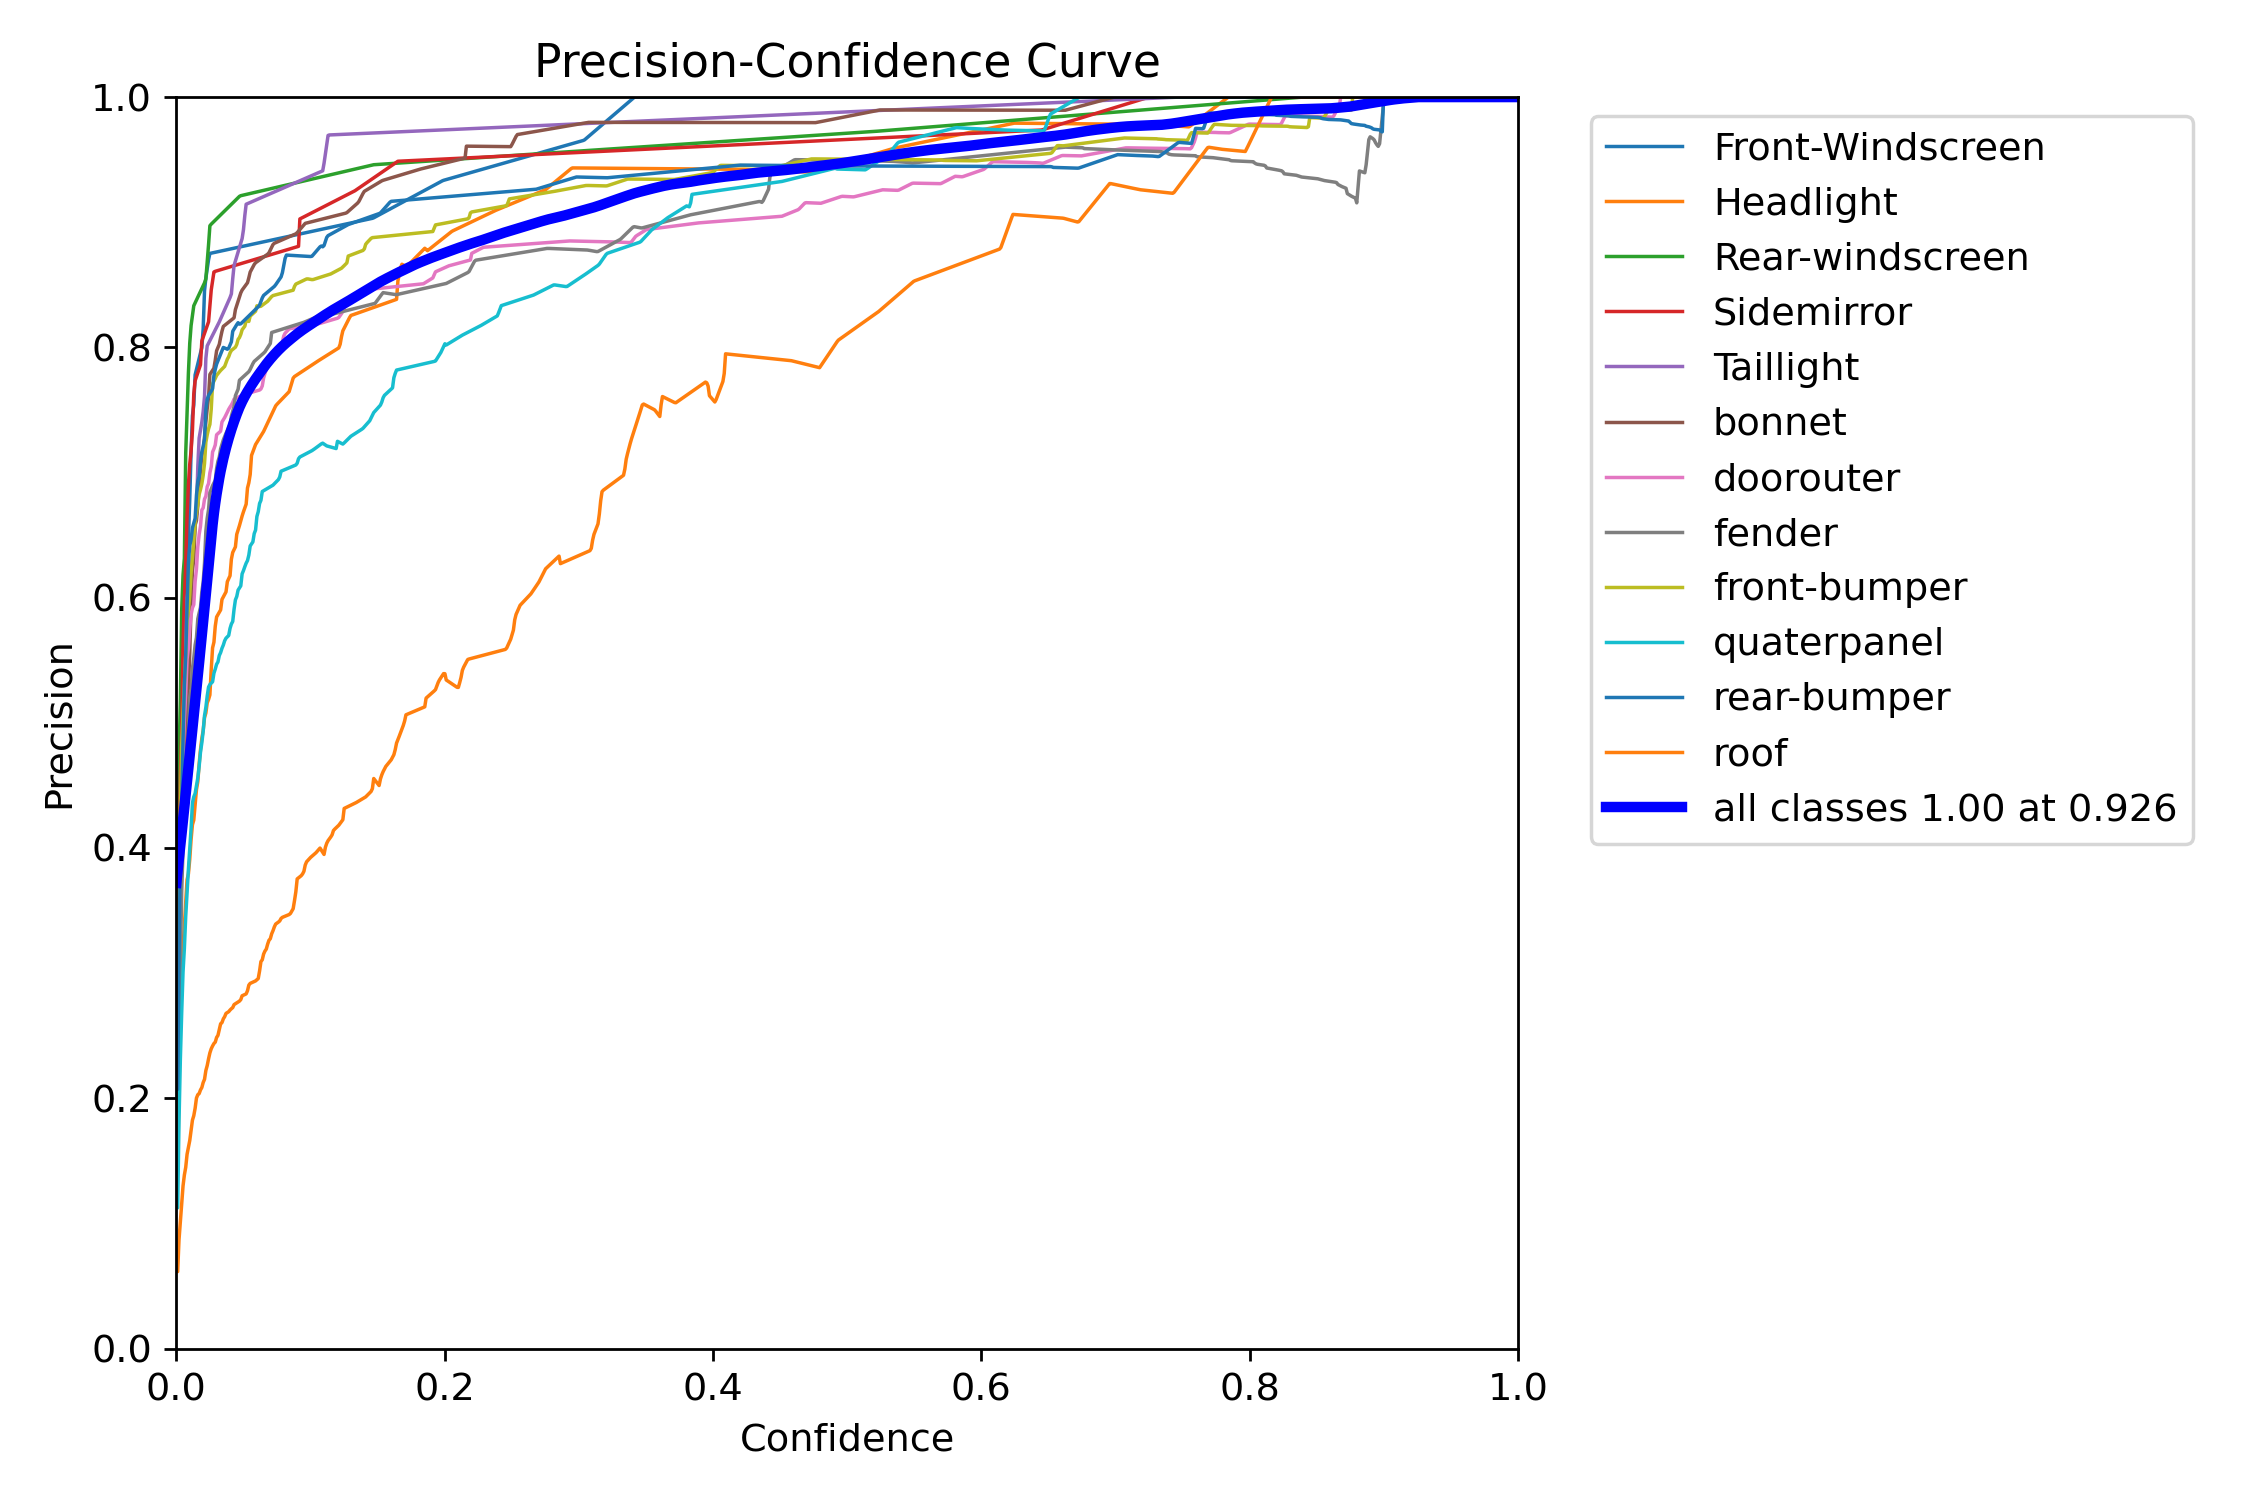 Precision-Confidence Curve
1.0
0.8
0.6
0.4
0.2
0.0
Precision
0.0 0.2 0.4 0.6 0.8 1.0
Confidence
Front-Windscreen
Headlight
Rear-windscreen
Sidemirror
Taillight
bonnet
doorouter
fender
front-bumper
quaterpanel
rear-bumper
roof
all classes 1.00 at 0.926